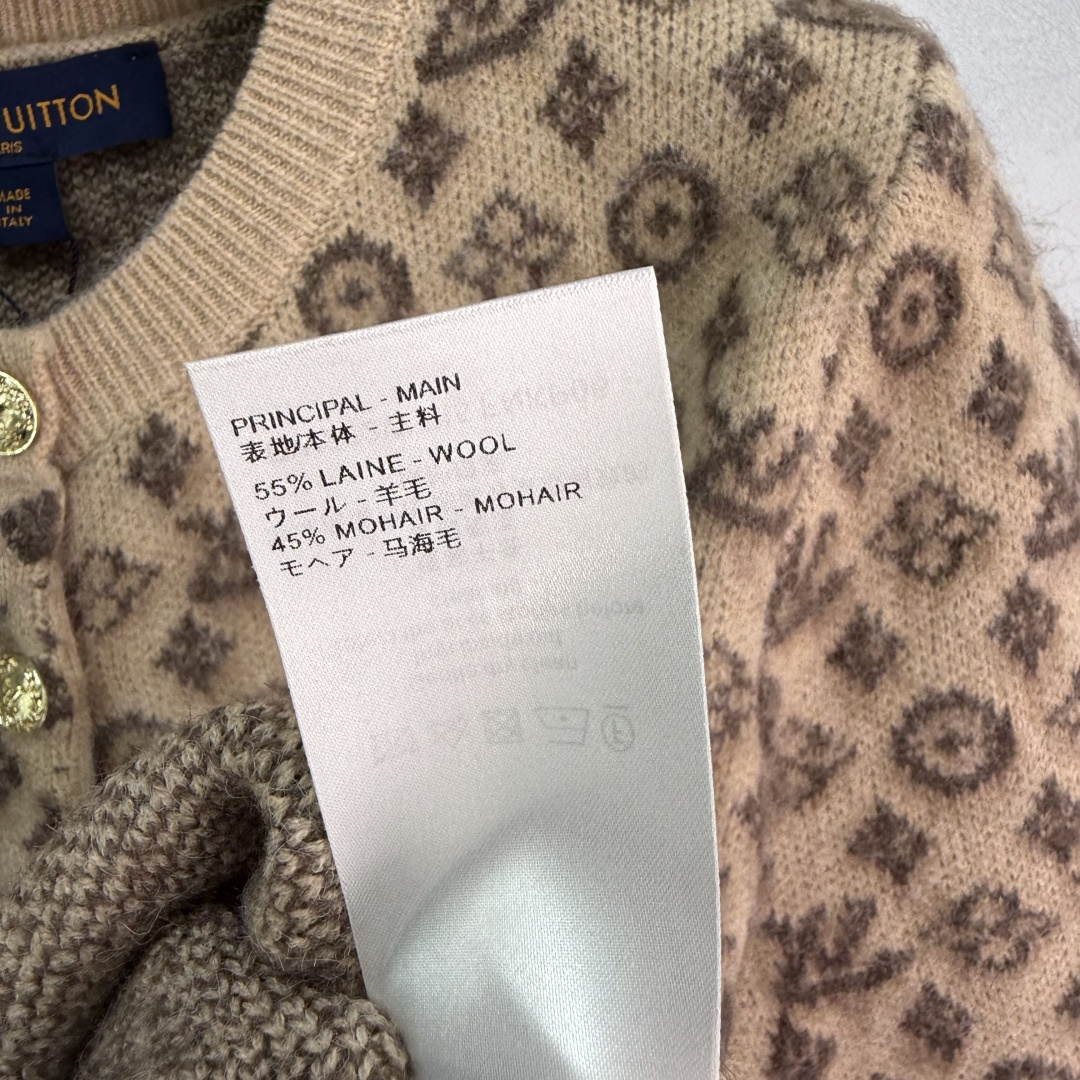 UITTON
RIS
MADE
IN
ITALY
PRINCIPAL - MAIN
表地/本体 - 主料
55% LAINE - WOOL
ウール - 羊毛
45% MOHAIR - MOHAIR
モヘア - 马海毛